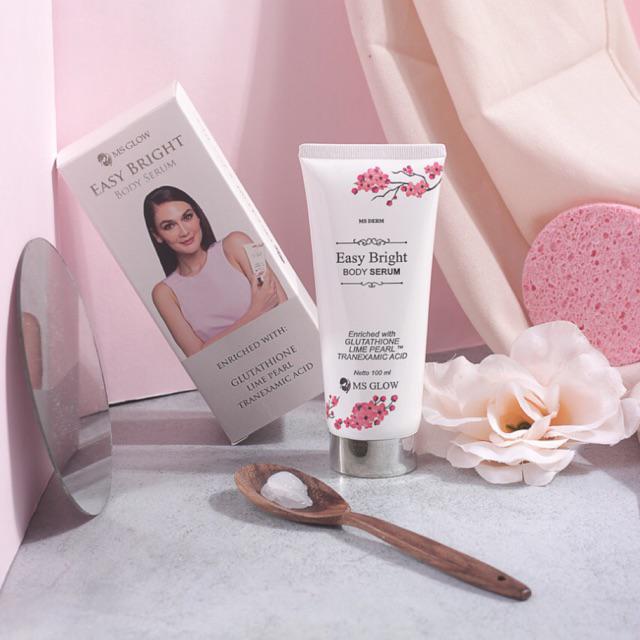 MS GLOW
EASY BRIGHT
BODY SERUM
ENRICHED WITH:
GLUTATHIONE
LIME PEARL
TRANEXAMIC ACID
MS DERM
Easy Bright
BODY SERUM
Enriched with
GLUTATHIONE
LIME PEARL™
TRANEXAMIC ACID
Netto 100 ml
MS GLOW